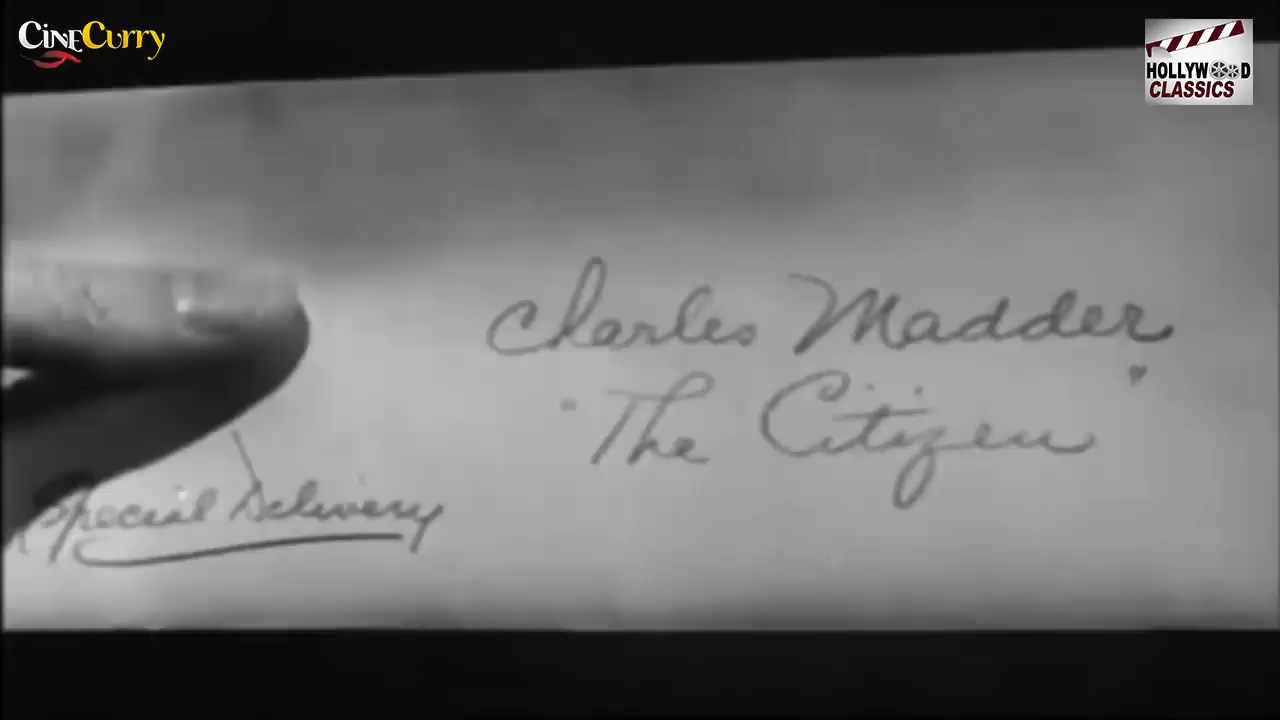 CineCurry
HOLLYWOOD
CLASSICS
Charles Madder
"The Citizen"
Special Delivery